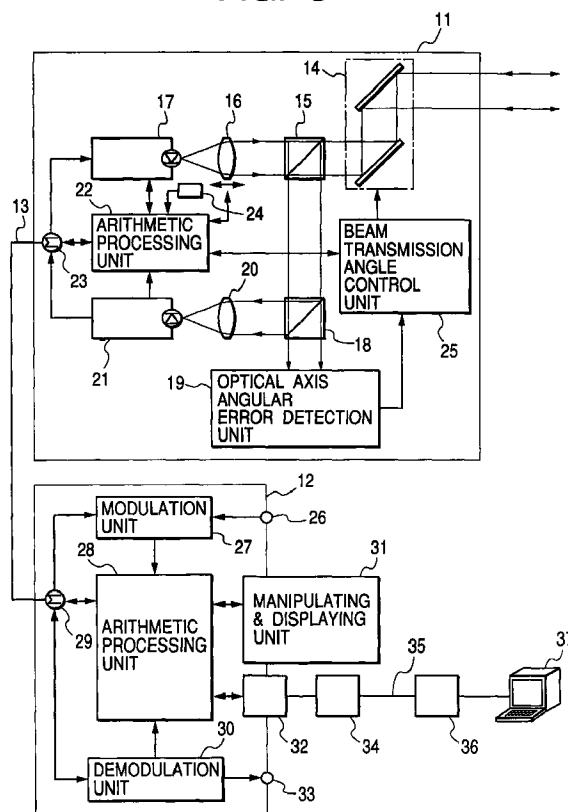 11
14
17
16
15
22
24
13
ARITHMETIC
PROCESSING
UNIT
BEAM
TRANSMISSION
ANGLE
CONTROL
UNIT
23
20
25
21
18
19
OPTICAL AXIS
ANGULAR
ERROR DETECTION
UNIT
12
MODULATION
UNIT
26
27
28
31
ARITHMETIC
PROCESSING
UNIT
MANIPULATING
& DISPLAYING
UNIT
29
35
37
30
32
34
36
DEMODULATION
UNIT
33